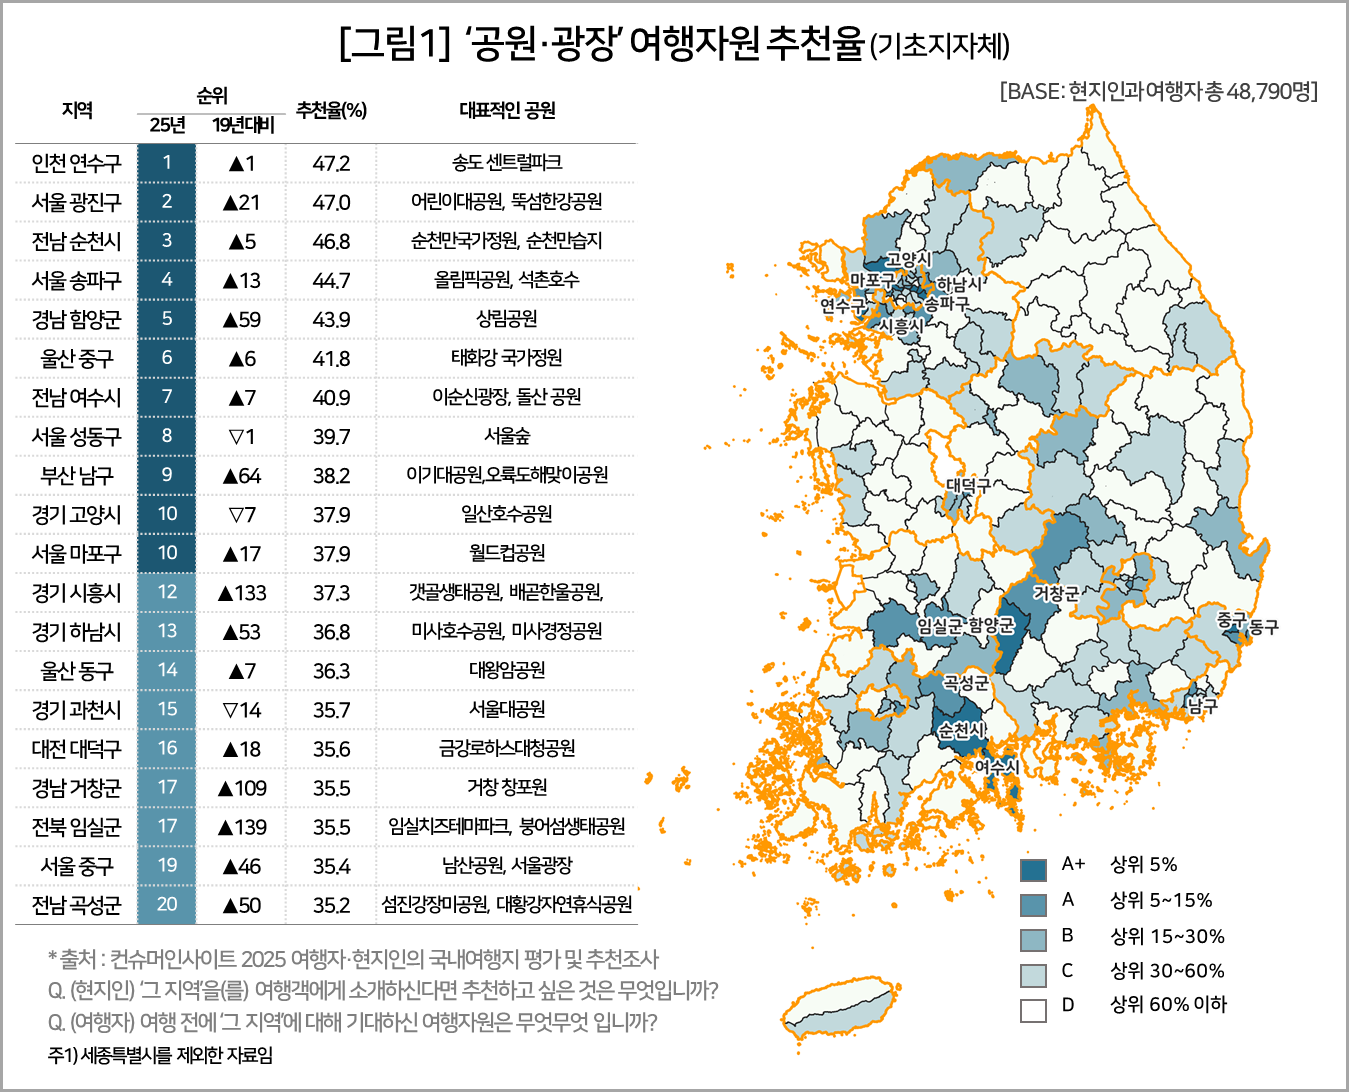 [그림1] ‘공원·광장’ 여행자원 추천율 (기초지자체)
[BASE: 현지인과 여행자 총 48,790명]
지역 순위 추천율(%) 대표적인 공원
25년 19년대비
인천 연수구 1 ▲1 47.2 송도 센트럴파크
서울 광진구 2 ▲21 47.0 어린이대공원, 뚝섬한강공원
전남 순천시 3 ▲5 46.8 순천만국가정원, 순천만습지
서울 송파구 4 ▲13 44.7 올림픽공원, 석촌호수
경남 함양군 5 ▲59 43.9 상림공원
울산 중구 6 ▲6 41.8 태화강 국가정원
전남 여수시 7 ▲7 40.9 이순신광장, 돌산 공원
서울 성동구 8 ▽1 39.7 서울숲
부산 남구 9 ▲64 38.2 이기대공원,오륙도해맞이공원
경기 고양시 10 ▽7 37.9 일산호수공원
서울 마포구 10 ▲17 37.9 월드컵공원
경기 시흥시 12 ▲133 37.3 갯골생태공원, 배곧한울공원,
경기 하남시 13 ▲53 36.8 미사호수공원, 미사경정공원
울산 동구 14 ▲7 36.3 대왕암공원
경기 과천시 15 ▽14 35.7 서울대공원
대전 대덕구 16 ▲18 35.6 금강로하스대청공원
경남 거창군 17 ▲109 35.5 거창 창포원
전북 임실군 17 ▲139 35.5 임실치즈테마파크, 붕어섬생태공원
서울 중구 19 ▲46 35.4 남산공원, 서울광장
전남 곡성군 20 ▲50 35.2 섬진강장미공원, 대황강자연휴식공원
고양시
마포구 하남시
연수구 송파구
시흥시
대덕구
거창군
임실군 함양군 중구 동구
곡성군
남구
순천시
여수시
A+ 상위 5%
A 상위 5~15%
B 상위 15~30%
C 상위 30~60%
D 상위 60% 이하
* 출처 : 컨슈머인사이트 2025 여행자·현지인의 국내여행지 평가 및 추천조사
Q. (현지인) ‘그 지역’을(를) 여행객에게 소개하신다면 추천하고 싶은 것은 무엇입니까?
Q. (여행자) 여행 전에 ‘그 지역’에 대해 기대하신 여행자원은 무엇무엇 입니까?
주1) 세종특별시를 제외한 자료임